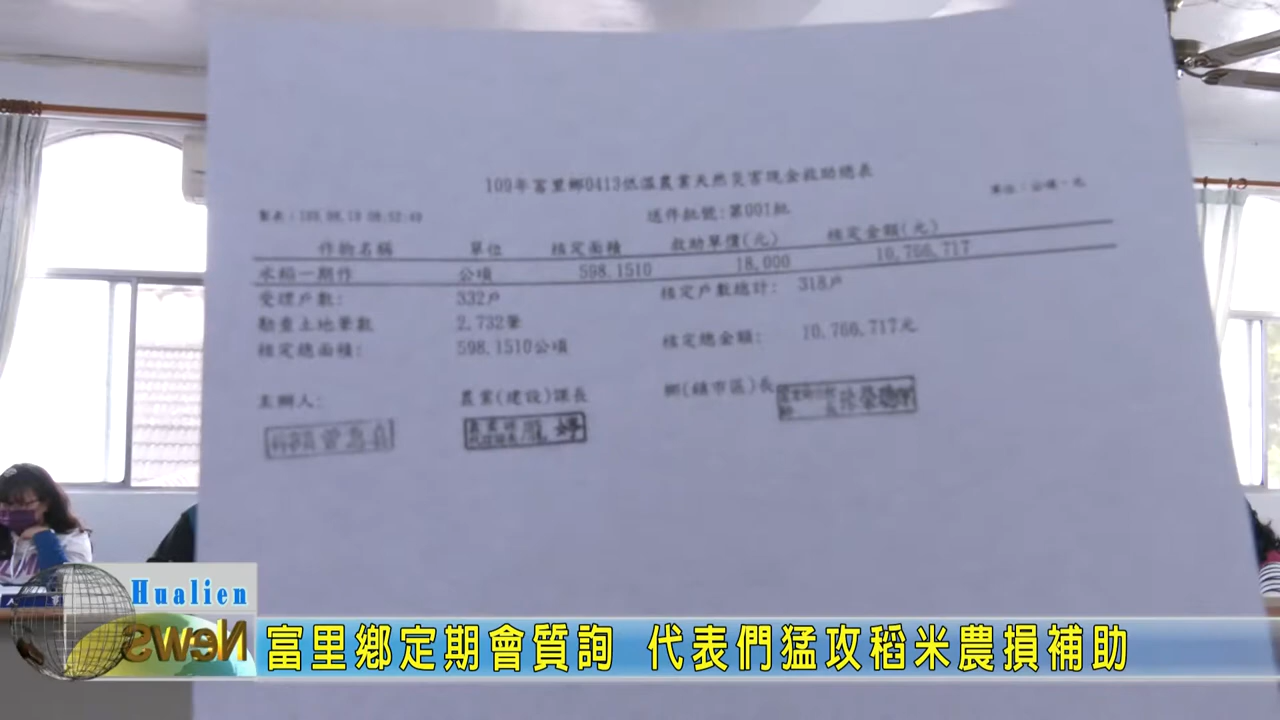 109年富里鄉0413低溫農業天然災害現金救助總表
單位：公頃、元
製表：109.06.10 08:52:49
送件批號:第001批
作物名稱 單位 核定面積 救助單價(元) 核定金額(元)
水稻一期作 公頃 598.1510 18,000 10,766,717
受理戶數: 332戶 核定戶數總計: 318戶
勘查土地筆數 2,732筆
核定總面積: 598.1510公頃 核定總金額: 10,766,717元
主辦人: 農業(建設)課長 鄉(鎮市區)長
Hualien
News
富里鄉定期會質詢 代表們猛攻稻米農損補助